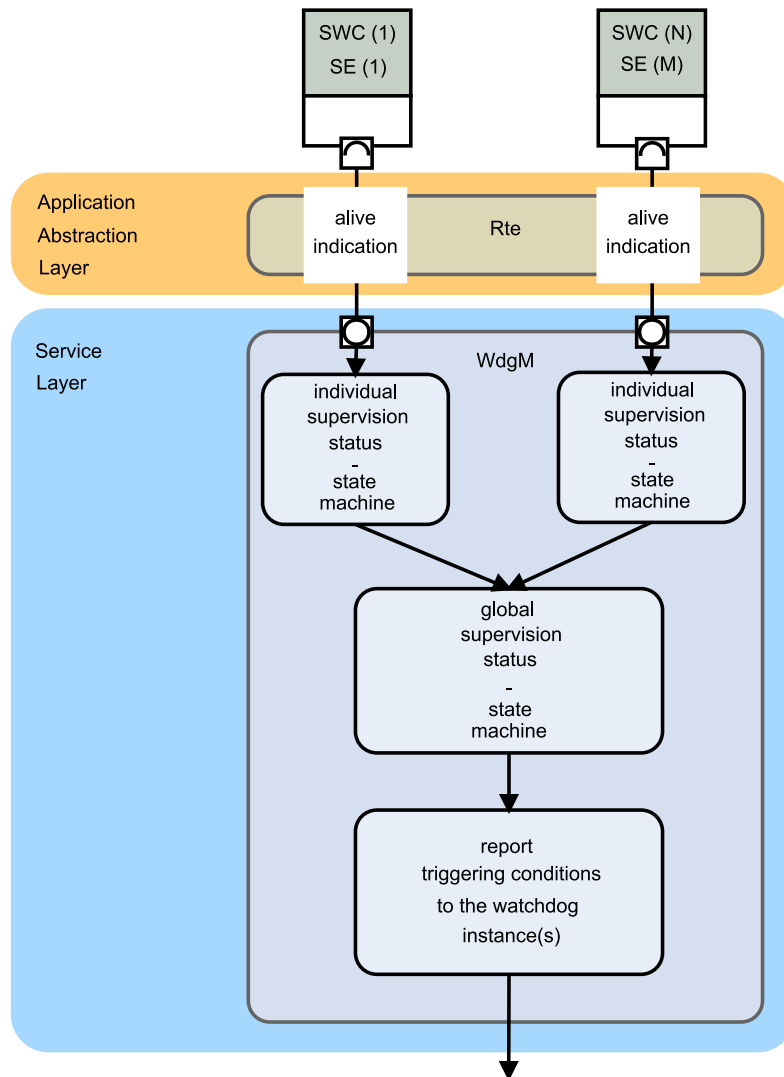 SWC (1)
SE (1)
SWC (N)
SE (M)
Application
Abstraction
Layer
alive
indication
Rte
alive
indication
Service
Layer
WdgM
individual
supervision
status
-
state
machine
individual
supervision
status
-
state
machine
global
supervision
status
-
state
machine
report
triggering conditions
to the watchdog
instance(s)